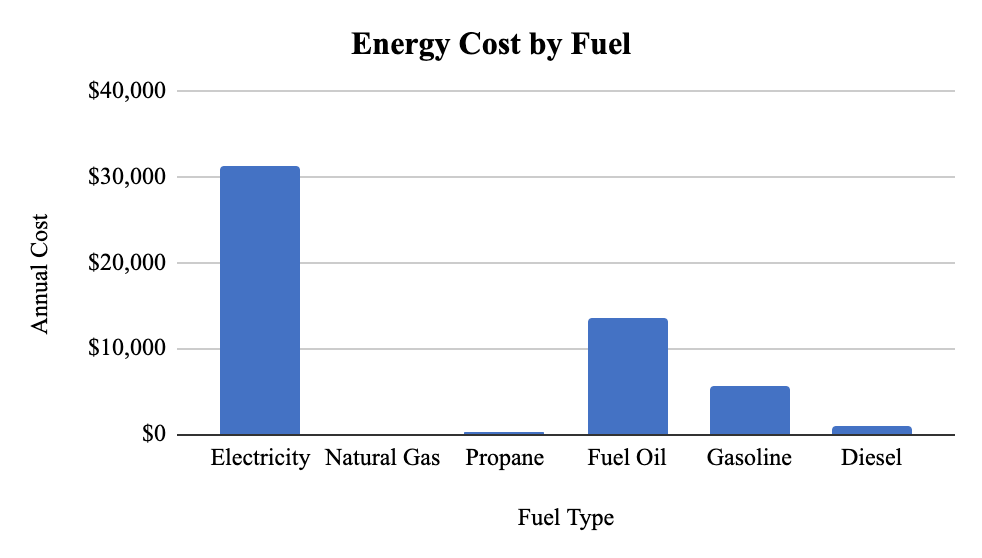 Energy Cost by Fuel
$40,000
$30,000
$20,000
$10,000
$0
Annual Cost
Electricity Natural Gas Propane Fuel Oil Gasoline Diesel
Fuel Type